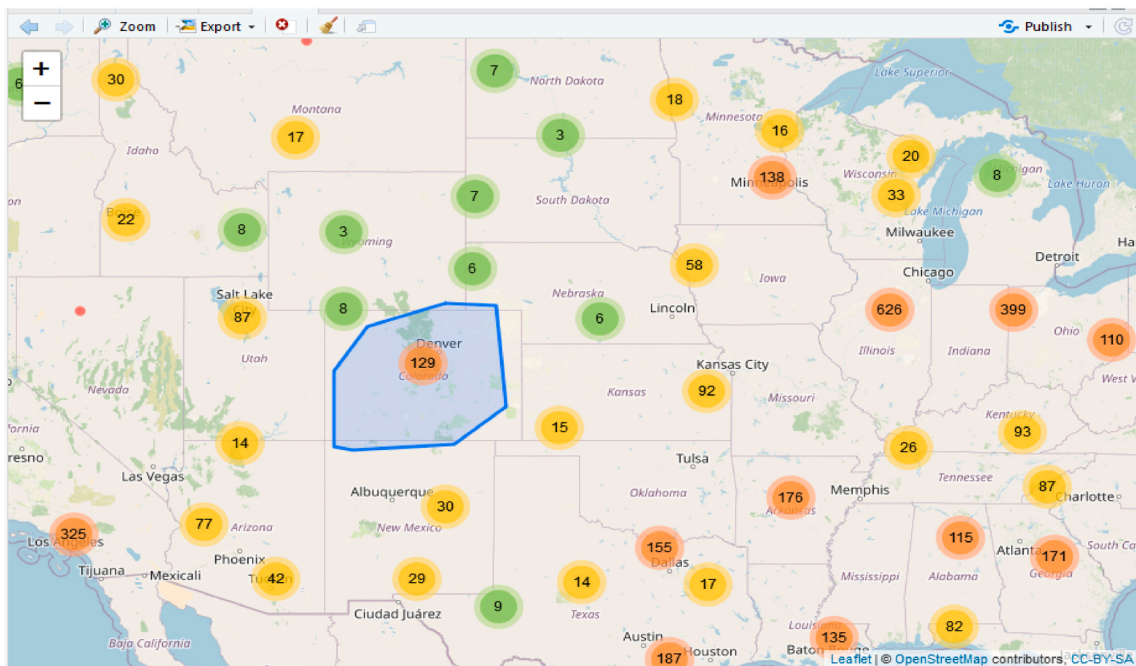 Zoom Export Publish
+
−
6
30
7
North Dakota
Lake Superior
18
Minnesota
Montana
17
3
16
Idaho
20
138
Minneapolis
Wisconsin
8
Lake Huron
33
7
South Dakota
22
Lake Michigan
8
3
Wyoming
Milwaukee
Ha
6
58
Iowa
Detroit
Chicago
Salt Lake
87
8
Nebraska
6
Lincoln
626
399
Ohio
110
Denver
129
Colorado
Utah
Illinois
Indiana
Kansas City
West V
Nevada
Kansas
92
Missouri
fornia
Kentucky
93
15
14
26
resno
Las Vegas
Tulsa
Tennessee
87
Charlotte
Albuquerque
30
Oklahoma
176
Arkansas
Memphis
77
Arizona
New Mexico
325
Los Angeles
115
Atlanta
South Ca
155
Dallas
171
Georgia
Phoenix
Tijuana
Mexicali
42
Tucson
29
14
Texas
17
Mississippi
Alabama
Ciudad Juárez
9
82
Louisiana
135
Baton Rouge
Baja California
Austin
187
Houston
Leaflet | © OpenStreetMap contributors, CC-BY-SA